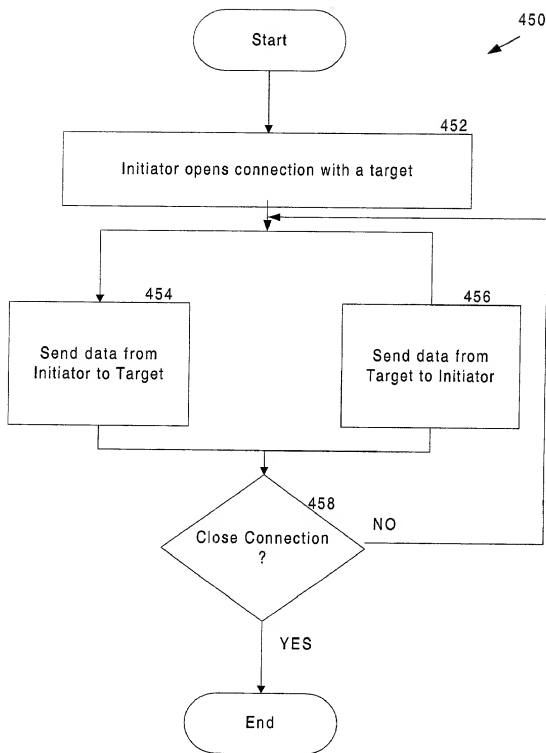 450
Start
452
Initiator opens connection with a target
454
456
Send data from
Initiator to Target
Send data from
Target to Initiator
458
Close Connection
?
NO
YES
End